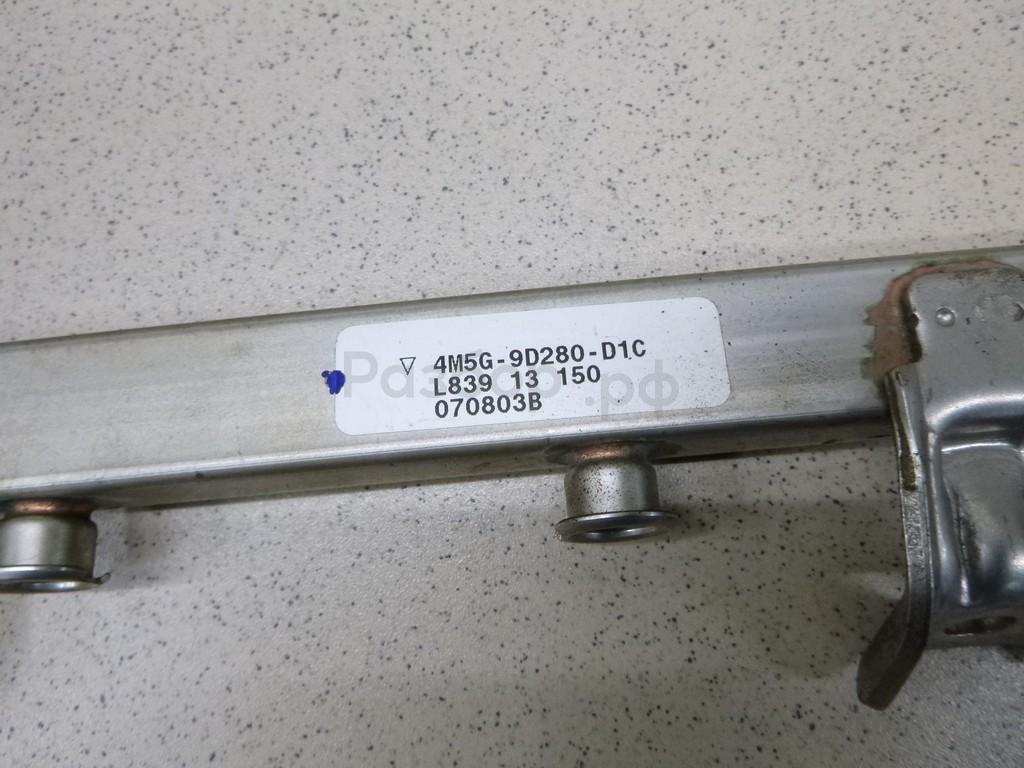 ▽ 4M5G-9D280-D1C
L839 13 150
070803B
Разбор.рф